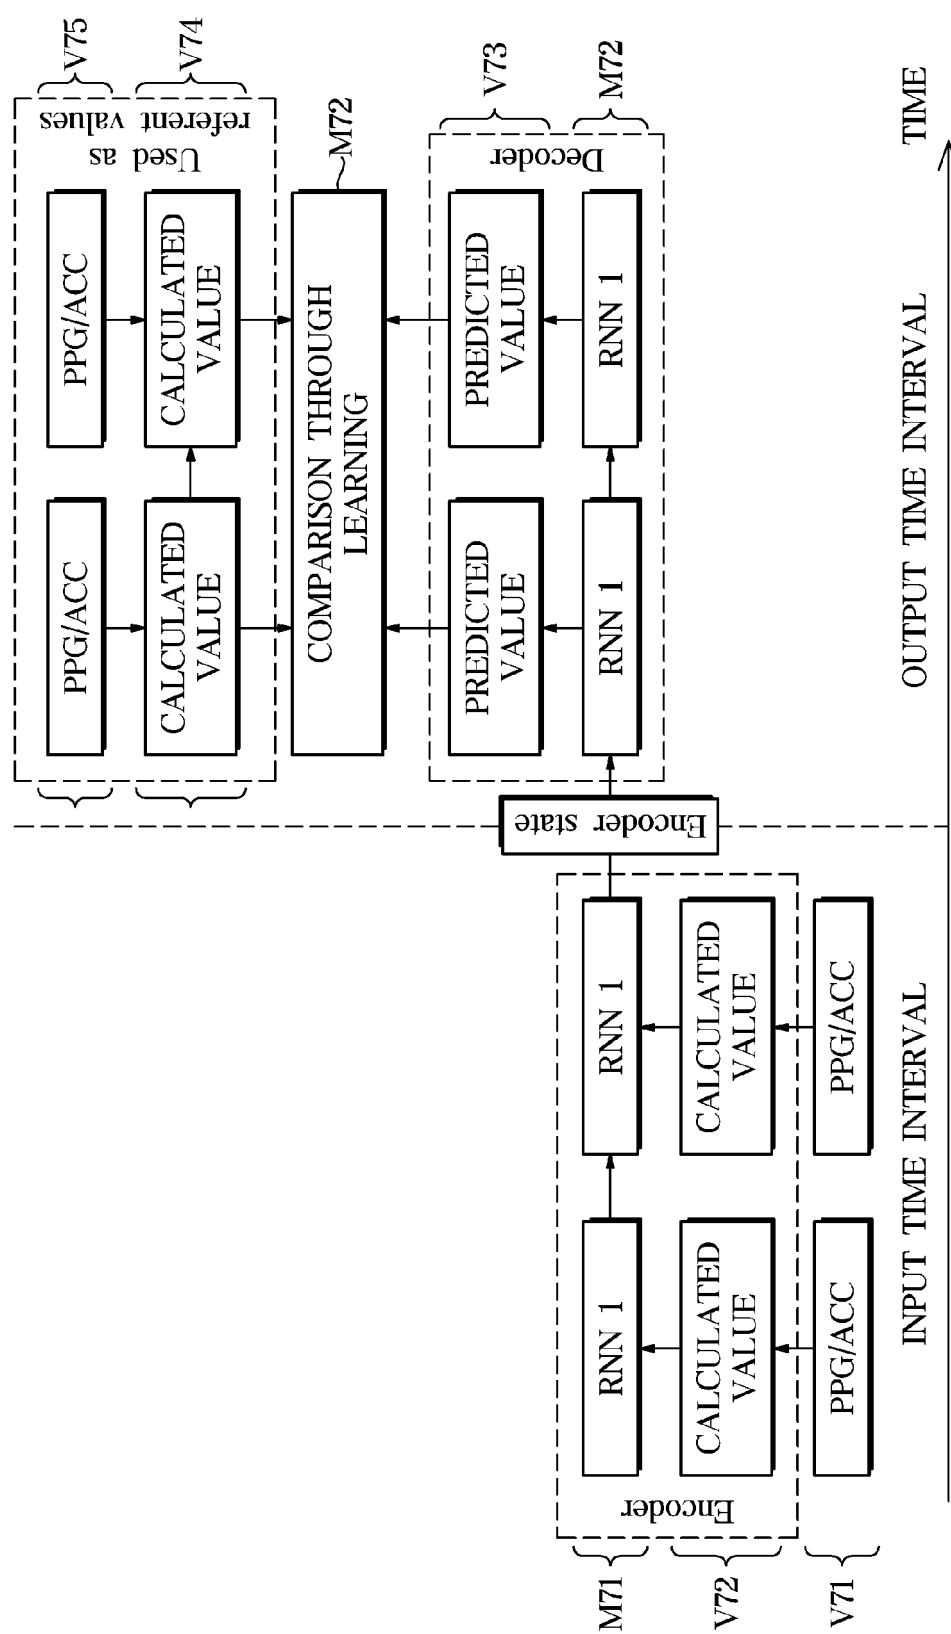 V75
V74
Used as
referent values
PPG/ACC
PPG/ACC
CALCULATED
VALUE
CALCULATED
VALUE
M72
COMPARISON THROUGH
LEARNING
V73
M72
Decoder
PREDICTED
VALUE
PREDICTED
VALUE
RNN 1
RNN 1
Encoder state
M71
V72
V71
Encoder
RNN 1
RNN 1
CALCULATED
VALUE
CALCULATED
VALUE
PPG/ACC
PPG/ACC
INPUT TIME INTERVAL
OUTPUT TIME INTERVAL
TIME